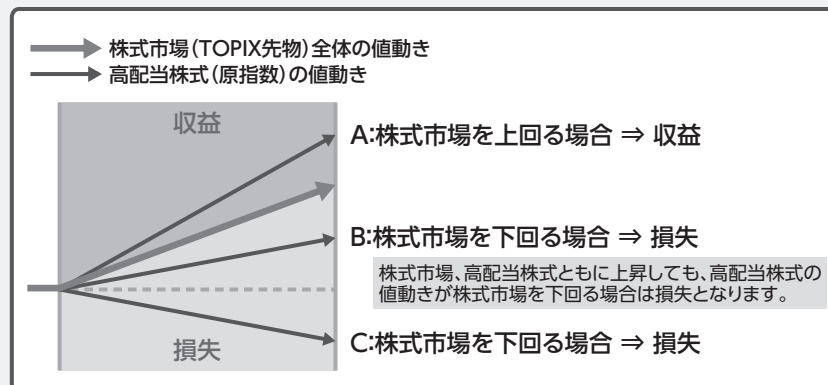 株式市場(TOPIX先物)全体の値動き
高配当株式(原指数)の値動き
収益
A:株式市場を上回る場合 ⇒ 収益
B:株式市場を下回る場合 ⇒ 損失
株式市場、高配当株式ともに上昇しても、高配当株式の
値動きが株式市場を下回る場合は損失となります。
損失
C:株式市場を下回る場合 ⇒ 損失